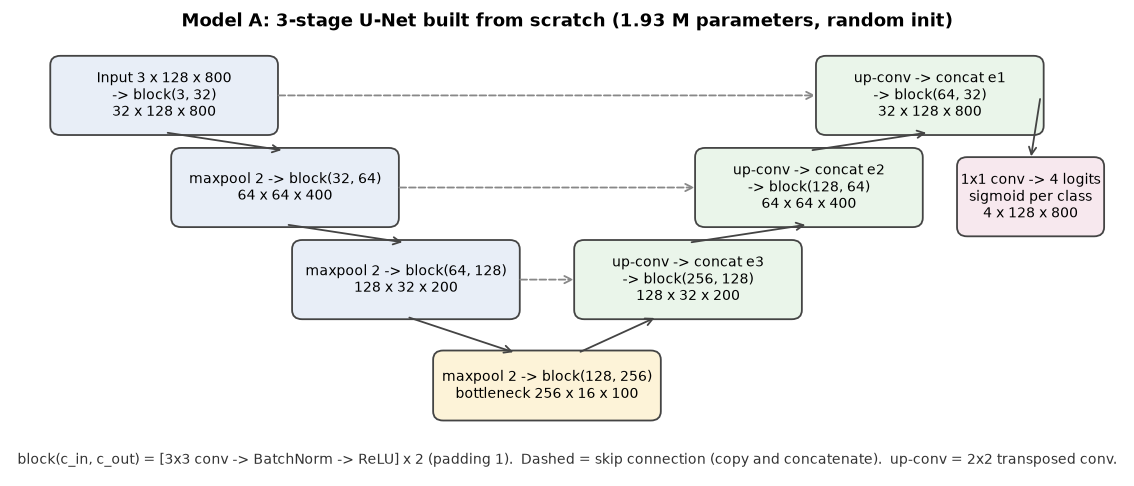 Model A: 3-stage U-Net built from scratch (1.93 M parameters, random init)
Input 3 x 128 x 800
-> block(3, 32)
32 x 128 x 800
maxpool 2 -> block(32, 64)
64 x 64 x 400
maxpool 2 -> block(64, 128)
128 x 32 x 200
maxpool 2 -> block(128, 256)
bottleneck 256 x 16 x 100
up-conv -> concat e3
-> block(256, 128)
128 x 32 x 200
up-conv -> concat e2
-> block(128, 64)
64 x 64 x 400
up-conv -> concat e1
-> block(64, 32)
32 x 128 x 800
1x1 conv -> 4 logits
sigmoid per class
4 x 128 x 800
block(c_in, c_out) = [3x3 conv -> BatchNorm -> ReLU] x 2 (padding 1).  Dashed = skip connection (copy and concatenate).  up-conv = 2x2 transposed conv.